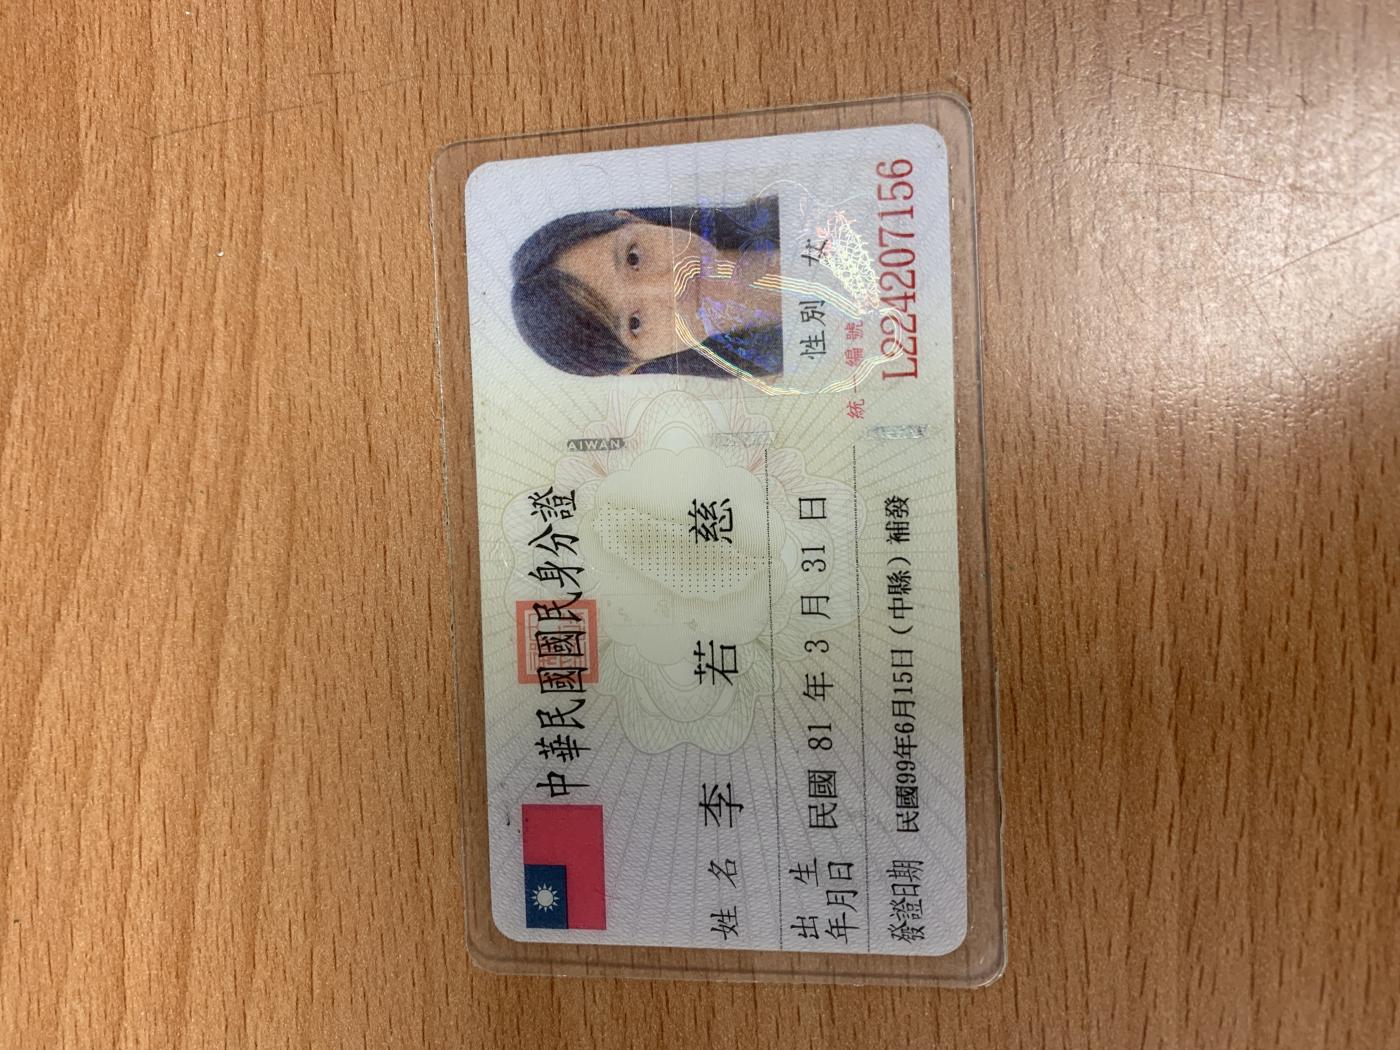 中華民國國民身分證
TAIWAN
姓名 李若慈
出生年月日 民國 81 年 3 月 31 日
性別 女
統一編號
L224207156
發證日期 民國99年6月15日（中縣）補發